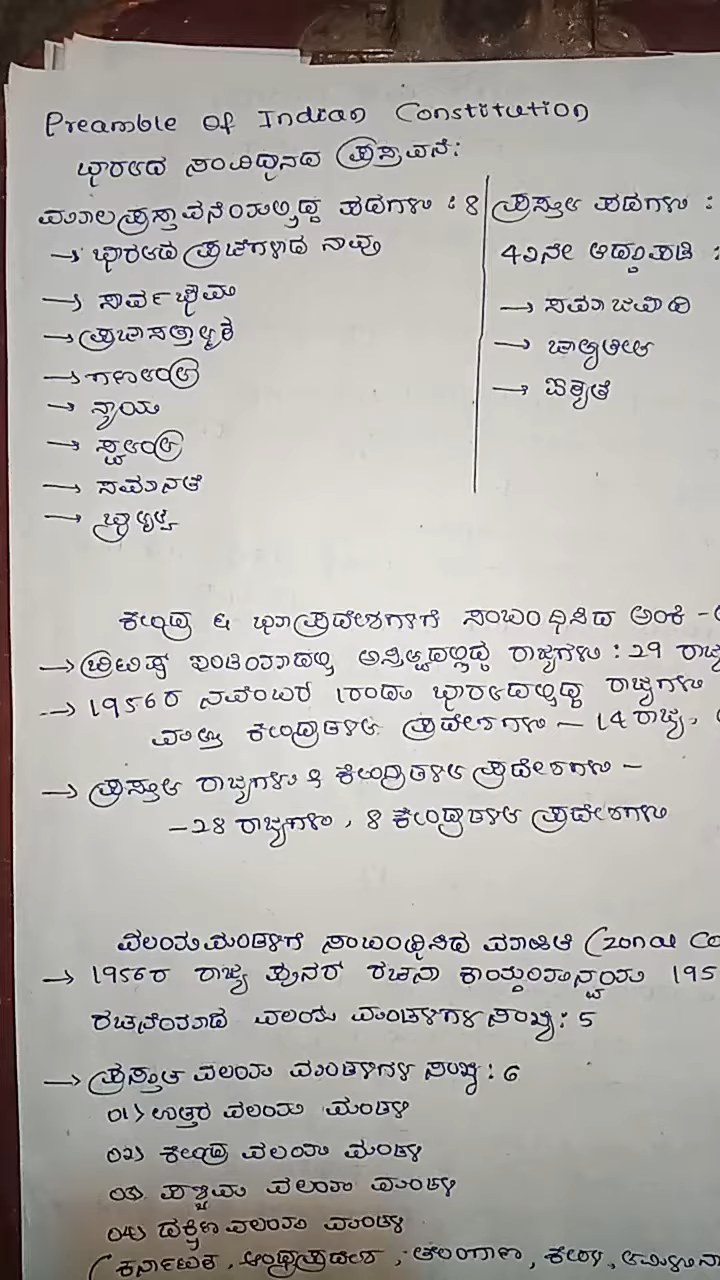 Preamble of Indian Constitution
ಭಾರತದ ಸಂವಿಧಾನದ ಪ್ರಸ್ತಾವನೆ:
ಮೂಲ ಪ್ರಸ್ತಾವನೆಯಲ್ಲಿದ್ದ ಪದಗಳು : 8
→ ಭಾರತದ ಪ್ರಜೆಗಳಾದ ನಾವು
→ ಸಾರ್ವಭೌಮ
→ ಪ್ರಜಾಸತ್ತಾತ್ಮಕ
→ ಗಣತಂತ್ರ
→ ನ್ಯಾಯ
→ ಸ್ವತಂತ್ರ
→ ಸಮಾನತೆ
→ ಭ್ರಾತೃತ್ವ
ಪ್ರಸ್ತುತ ಪದಗಳು :
42ನೇ ತಿದ್ದುಪಡಿ :
→ ಸಮಾಜವಾದಿ
→ ಜಾತ್ಯತೀತ
→ ಐಕ್ಯತೆ
ಕೇಂದ್ರ & ಭೂಪ್ರದೇಶಗಳಿಗೆ ಸಂಬಂಧಿಸಿದ ಅಂಕಿ -
→ ಬ್ರಿಟಿಷ್ ಇಂಡಿಯಾದಲ್ಲಿ ಅಸ್ತಿತ್ವದಲ್ಲಿದ್ದ ರಾಜ್ಯಗಳು : 29
→ 1956ರ ನವೆಂಬರ 1ರಂದು ಭಾರತದಲ್ಲಿದ್ದ ರಾಜ್ಯಗಳು
ಮತ್ತು ಕೇಂದ್ರಾಡಳಿತ ಪ್ರದೇಶಗಳು – 14 ರಾಜ್ಯ,
→ ಪ್ರಸ್ತುತ ರಾಜ್ಯಗಳು & ಕೇಂದ್ರಾಡಳಿತ ಪ್ರದೇಶಗಳು –
– 28 ರಾಜ್ಯಗಳು, 8 ಕೇಂದ್ರಾಡಳಿತ ಪ್ರದೇಶಗಳು
ವಲಯ ಮಂಡಳಿಗೆ ಸಂಬಂಧಿಸಿದ ಮಾಹಿತಿ (Zonal Co
→ 1956ರ ರಾಜ್ಯ ಪುನರ್ ರಚನಾ ಕಾಯ್ದೆಯಾನ್ವಯ 195
ರಚನೆಯಾದ ವಲಯ ಮಂಡಳಿಗಳ ಸಂಖ್ಯೆ : 5
→ ಪ್ರಸ್ತುತ ವಲಯ ಮಂಡಳಿಗಳ ಸಂಖ್ಯೆ : 6
01) ಉತ್ತರ ವಲಯ ಮಂಡಳಿ
02) ಕೇಂದ್ರ ವಲಯ ಮಂಡಳಿ
03) ಪಶ್ಚಿಮ ವಲಯ ಮಂಡಳಿ
04) ದಕ್ಷಿಣ ವಲಯ ಮಂಡಳಿ
(ಕರ್ನಾಟಕ, ಆಂಧ್ರಪ್ರದೇಶ, ತೆಲಂಗಾಣ, ಕೇರಳ, ತಮಿಳುನಾ